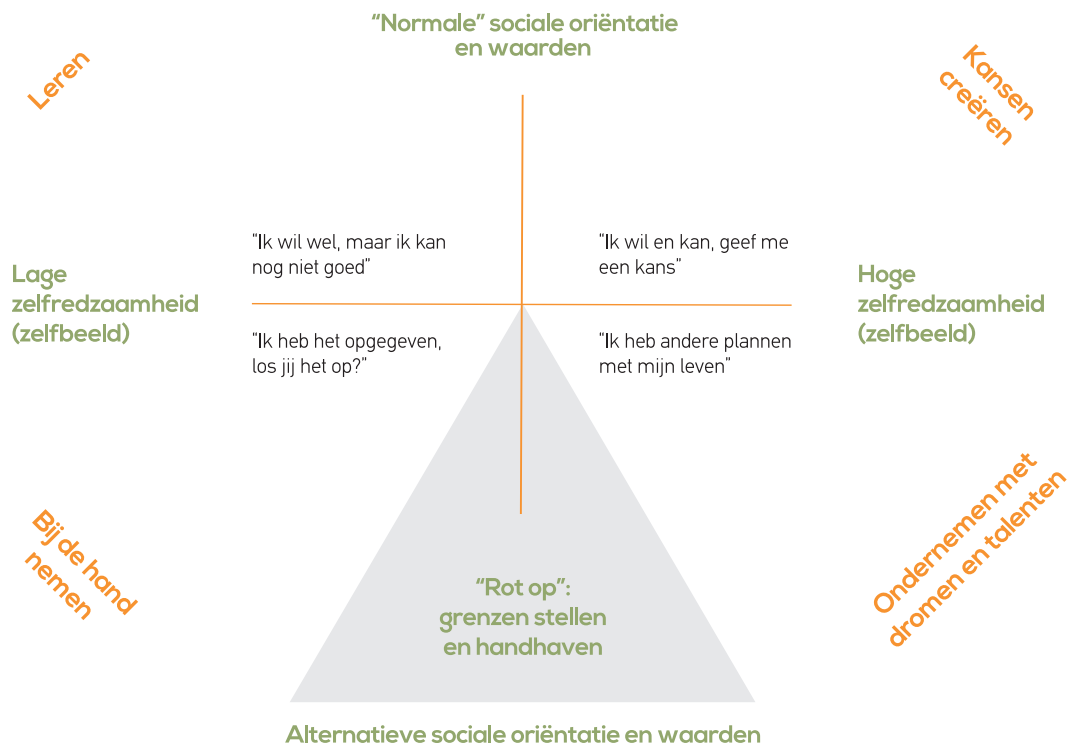 “Normale” sociale oriëntatie
en waarden
Leren
Kansen
creëren
“Ik wil wel, maar ik kan
nog niet goed”
“Ik wil en kan, geef me
een kans”
Lage
zelfredzaamheid
(zelfbeeld)
Hoge
zelfredzaamheid
(zelfbeeld)
“Ik heb het opgegeven,
los jij het op?”
“Ik heb andere plannen
met mijn leven”
Bij de hand
nemen
Ondernemen met
dromen en talenten
“Rot op”:
grenzen stellen
en handhaven
Alternatieve sociale oriëntatie en waarden